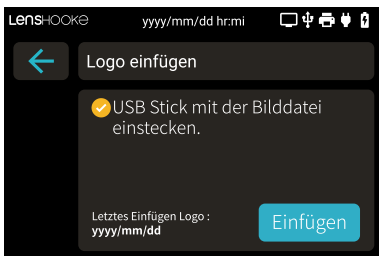 LENSHOOKE yyyy/mm/dd hr:mi
Logo einfügen
USB Stick mit der Bilddatei
einstecken.
Letztes Einfügen Logo :
yyyy/mm/dd
Einfügen